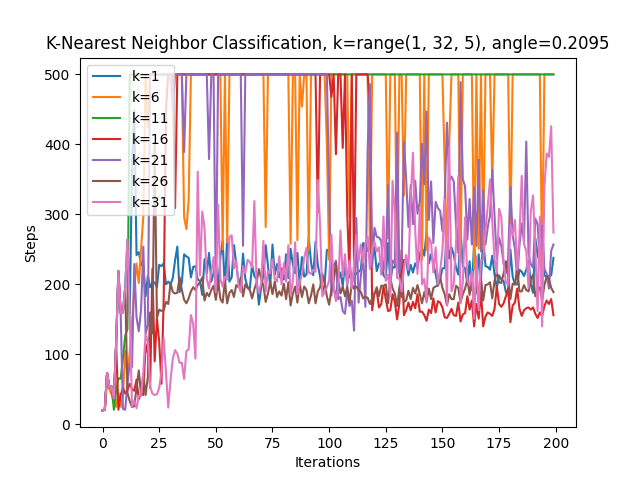 K-Nearest Neighbor Classification, k=range(1, 32, 5), angle=0.2095
500
400
300
200
100
0
Steps
k=1
k=6
k=11
k=16
k=21
k=26
k=31
0 25 50 75 100 125 150 175 200
Iterations